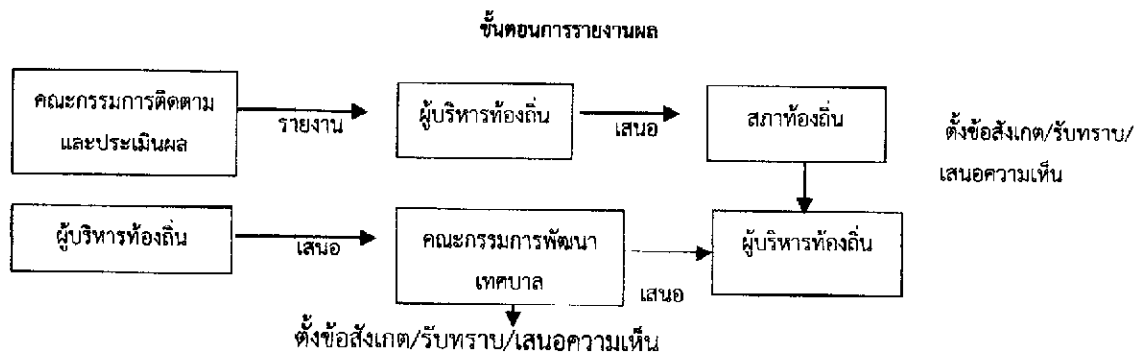 ขั้นตอนการรายงานผล
คณะกรรมการติดตาม
และประเมินผล
รายงาน
ผู้บริหารท้องถิ่น
เสนอ
สภาท้องถิ่น
ตั้งข้อสังเกต/รับทราบ/
เสนอความเห็น
ผู้บริหารท้องถิ่น
เสนอ
คณะกรรมการพัฒนา
เทศบาล
เสนอ
ผู้บริหารท้องถิ่น
ตั้งข้อสังเกต/รับทราบ/เสนอความเห็น